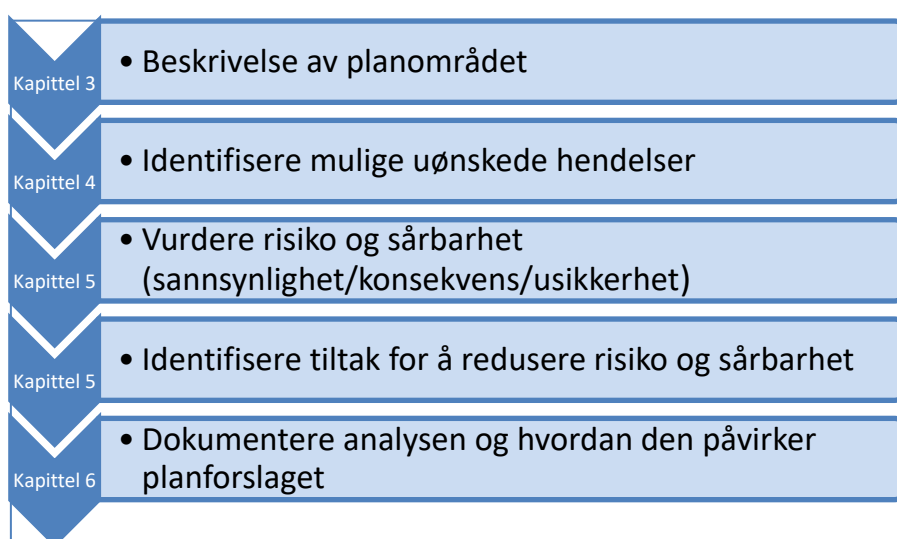 Kapittel 3
• Beskrivelse av planområdet
Kapittel 4
• Identifisere mulige uønskede hendelser
Kapittel 5
• Vurdere risiko og sårbarhet
(sannsynlighet/konsekvens/usikkerhet)
Kapittel 5
• Identifisere tiltak for å redusere risiko og sårbarhet
Kapittel 6
• Dokumentere analysen og hvordan den påvirker
planforslaget